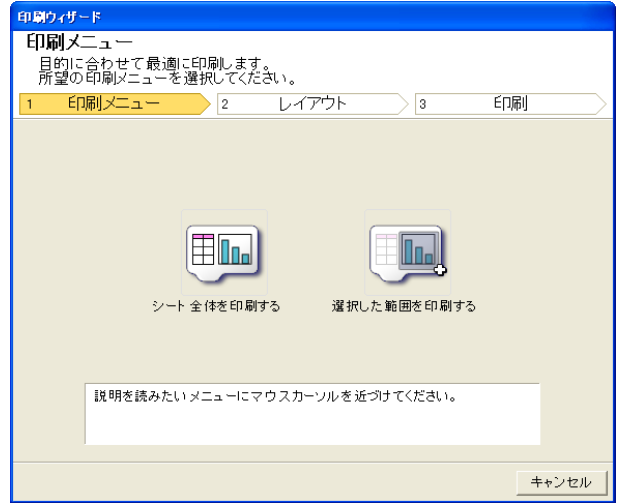 印刷ウィザード
印刷メニュー
目的に合わせて最適に印刷します。
所望の印刷メニューを選択してください。
1 印刷メニュー 2 レイアウト 3 印刷
シート全体を印刷する 選択した範囲を印刷する
説明を読みたいメニューにマウスカーソルを近づけてください。
キャンセル